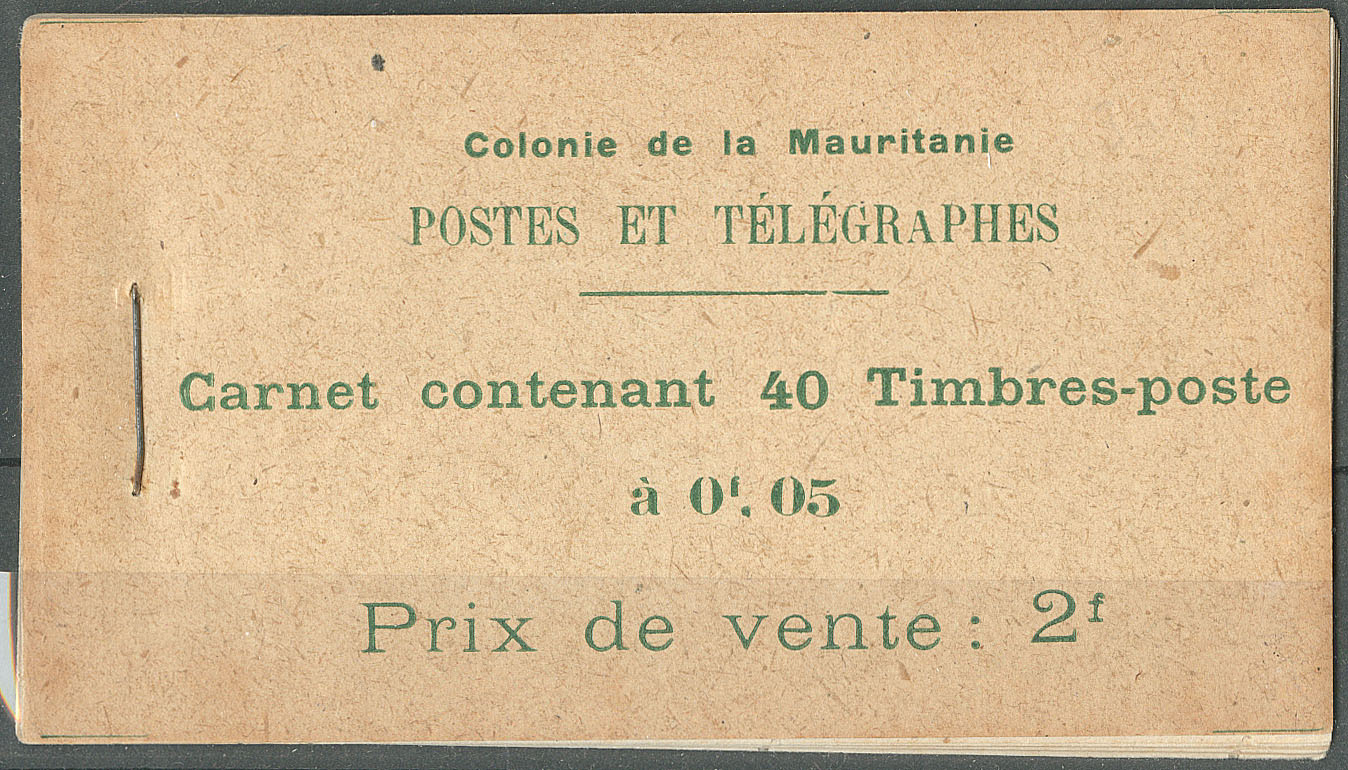 Colonie de la Mauritanie
POSTES ET TÉLÉGRAPHES
Carnet contenant 40 Timbres-poste
à 0f. 05
Prix de vente : 2f